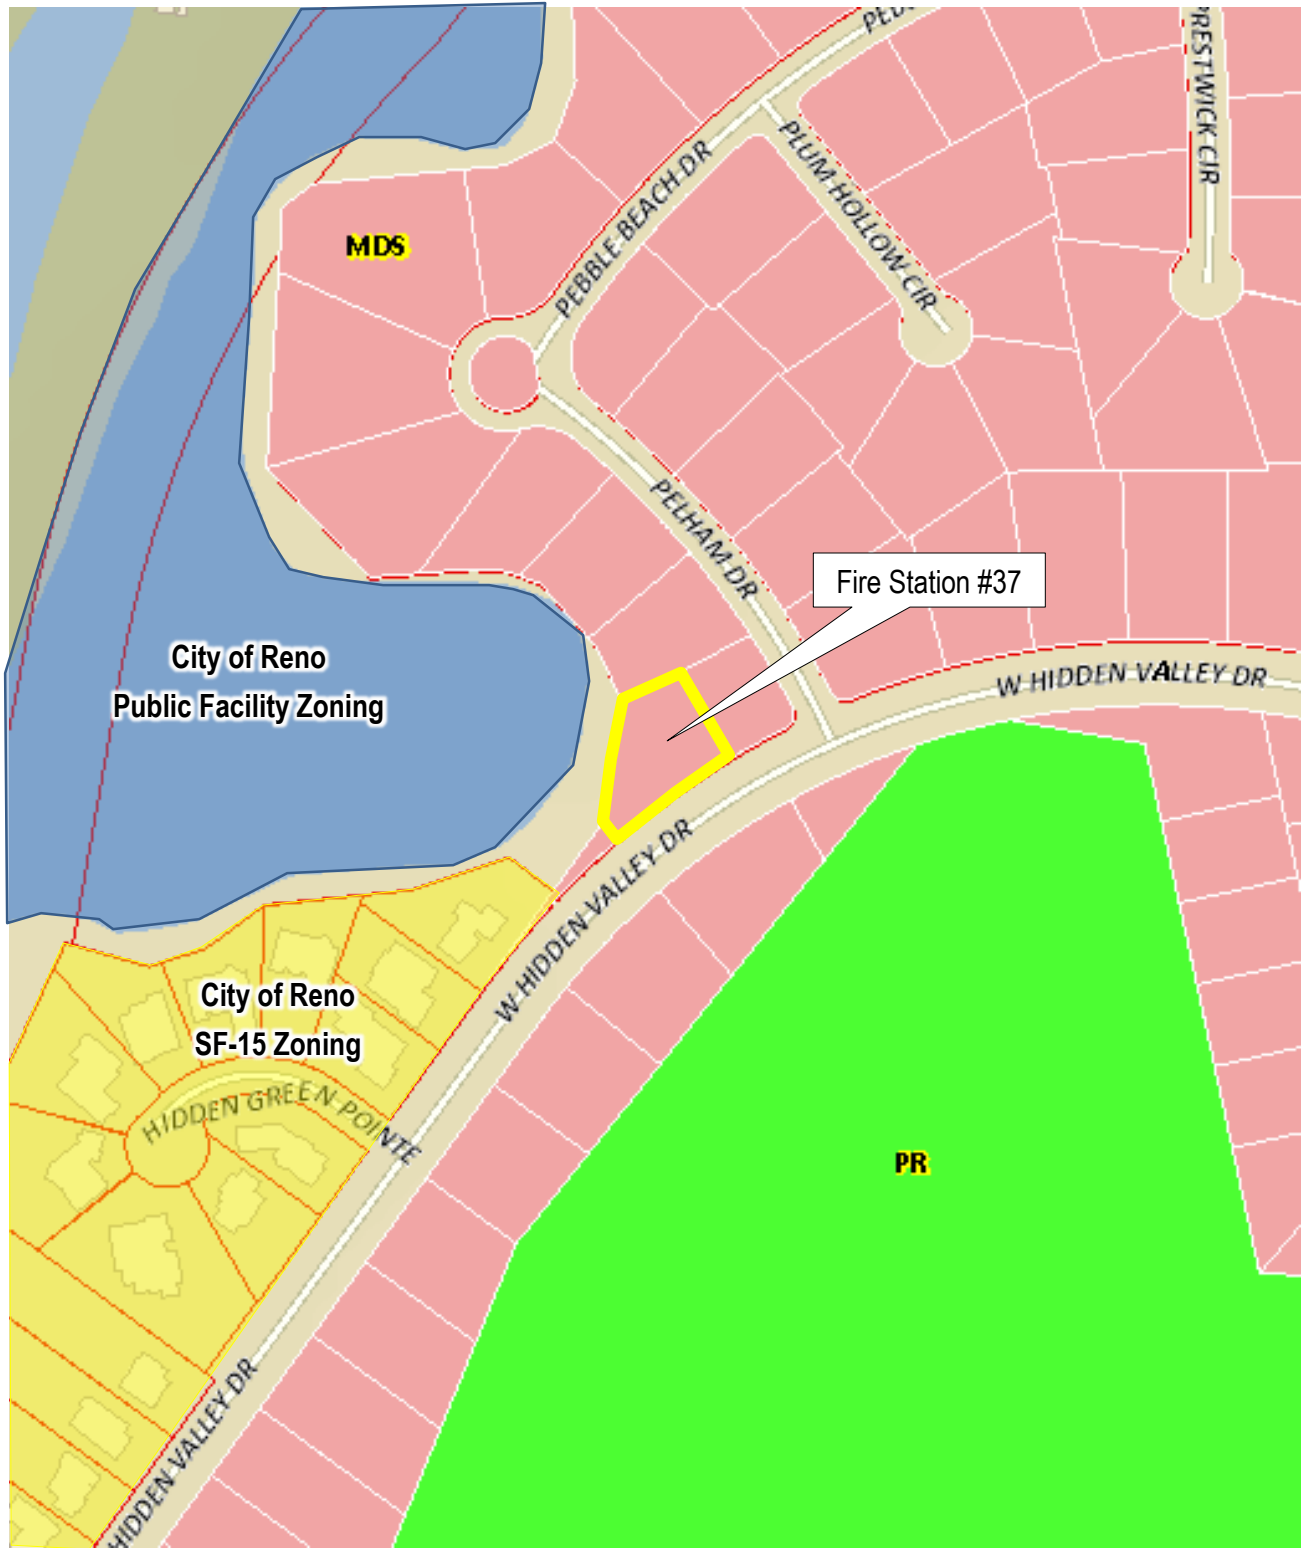 PEBB
PRESTWICK CIR
PLUM HOLLOW CIR
PEBBLE BEACH DR
MDS
PELHAM DR
Fire Station #37
City of Reno
Public Facility Zoning
W HIDDEN VALLEY DR
W HIDDEN VALLEY DR
City of Reno
SF-15 Zoning
HIDDEN GREEN POINTE
PR
HIDDEN VALLEY DR